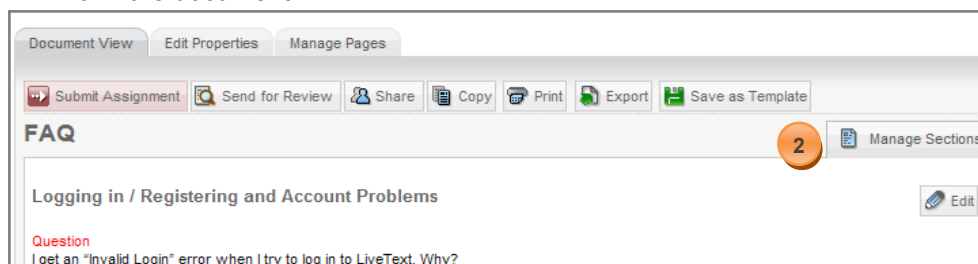 Document View Edit Properties Manage Pages
Submit Assignment Send for Review Share Copy Print Export Save as Template
FAQ
2 Manage Sections
Logging in / Registering and Account Problems
Edit
Question
I get an "Invalid Login" error when I try to log in to LiveText. Why?